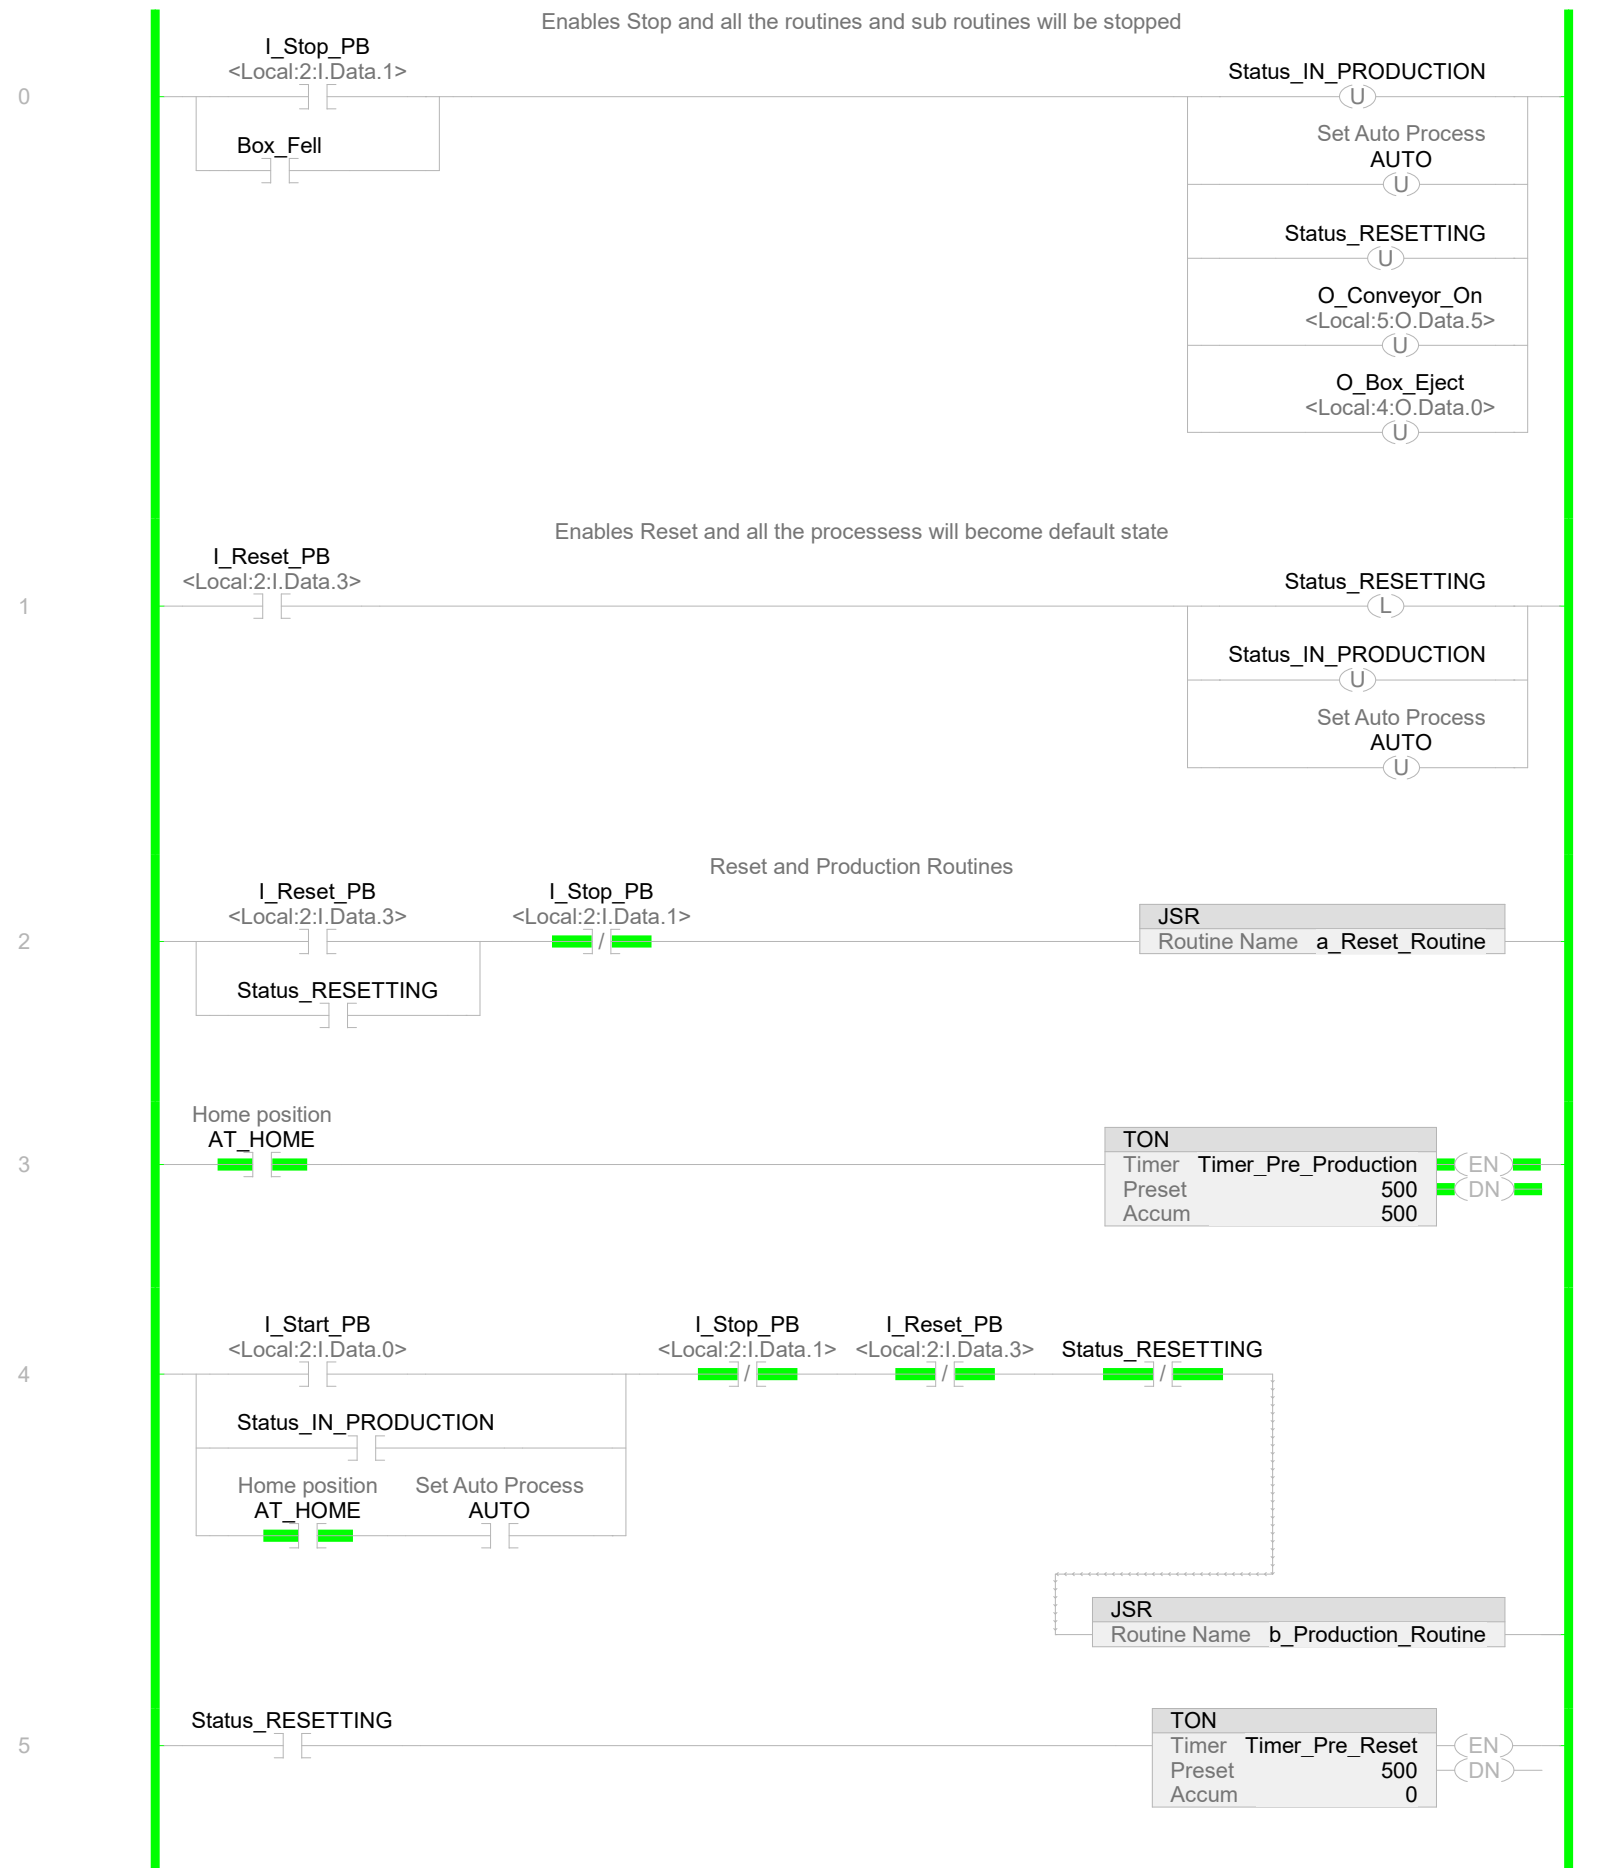 Enables Stop and all the routines and sub routines will be stopped
I_Stop_PB
<Local:2:I.Data.1>
Status_IN_PRODUCTION
0
U
Box_Fell
Set Auto Process
AUTO
U
Status_RESETTING
U
O_Conveyor_On
<Local:5:O.Data.5>
U
O_Box_Eject
<Local:4:O.Data.0>
U
Enables Reset and all the processess will become default state
I_Reset_PB
<Local:2:I.Data.3>
Status_RESETTING
1
L
Status_IN_PRODUCTION
U
Set Auto Process
AUTO
U
Reset and Production Routines
I_Reset_PB
<Local:2:I.Data.3>
I_Stop_PB
<Local:2:I.Data.1>
2
/
JSR
Routine Name a_Reset_Routine
Status_RESETTING
Home position
AT_HOME
3
TON
Timer Timer_Pre_Production
Preset 500
Accum 500
EN
DN
I_Start_PB
<Local:2:I.Data.0>
I_Stop_PB
<Local:2:I.Data.1>
I_Reset_PB
<Local:2:I.Data.3>
Status_RESETTING
4
/
/
/
Status_IN_PRODUCTION
Home position
AT_HOME
Set Auto Process
AUTO
JSR
Routine Name b_Production_Routine
Status_RESETTING
5
TON
Timer Timer_Pre_Reset
Preset 500
Accum 0
EN
DN